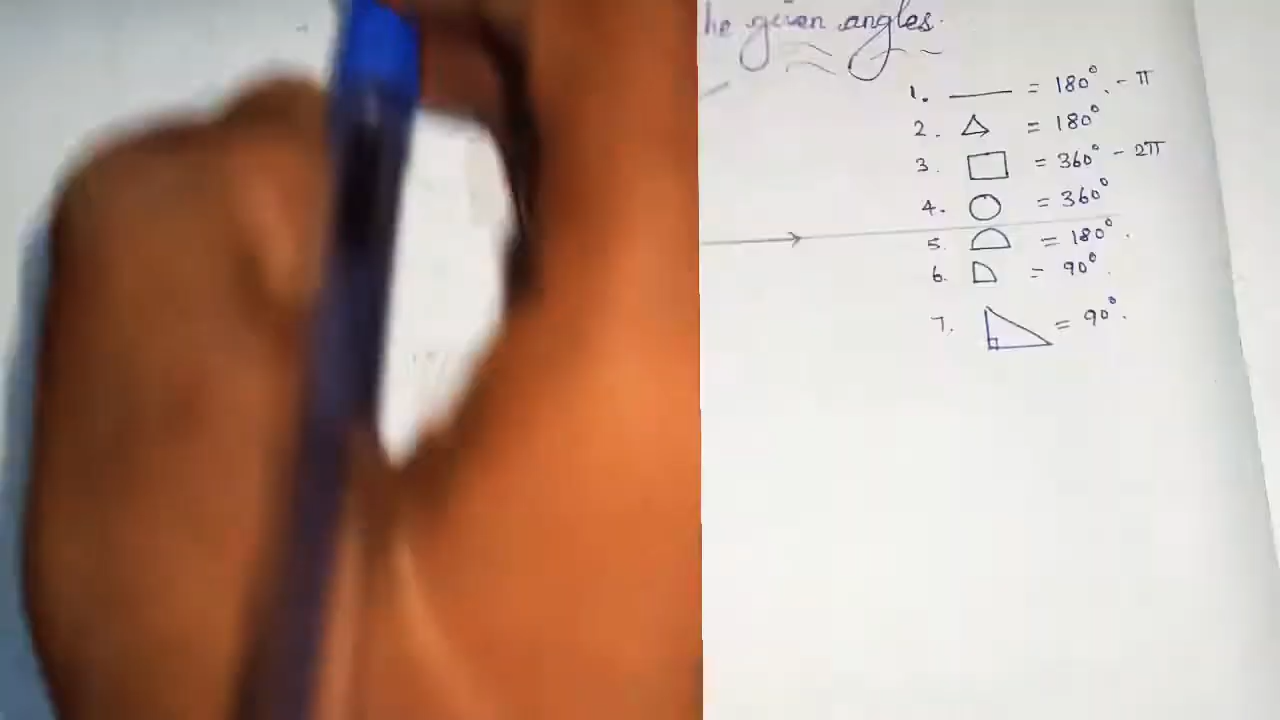 he given angles.
1. = 180°. - π
2. = 180°
3. = 360° - 2π
4. = 360°
5. = 180°.
6. = 90°.
7. = 90°.